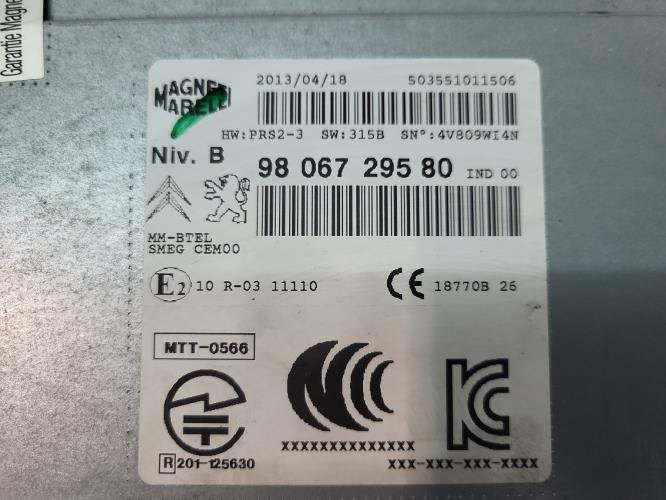 Garantie Magne
MAGNETI
MARELLI
2013/04/18 503551011506
HW:PRS2-3 SW:315B SN°:4V809WI4N
Niv. B 98 067 295 80 IND 00
MM-BTEL
SMEG CEM00
E2 10 R-03 11110 CE 18770B 26
MTT-0566
CCC
KC
XXXXXXXXXXXXXX
R 201-125630 XXX-XXX-XXX-XXXX